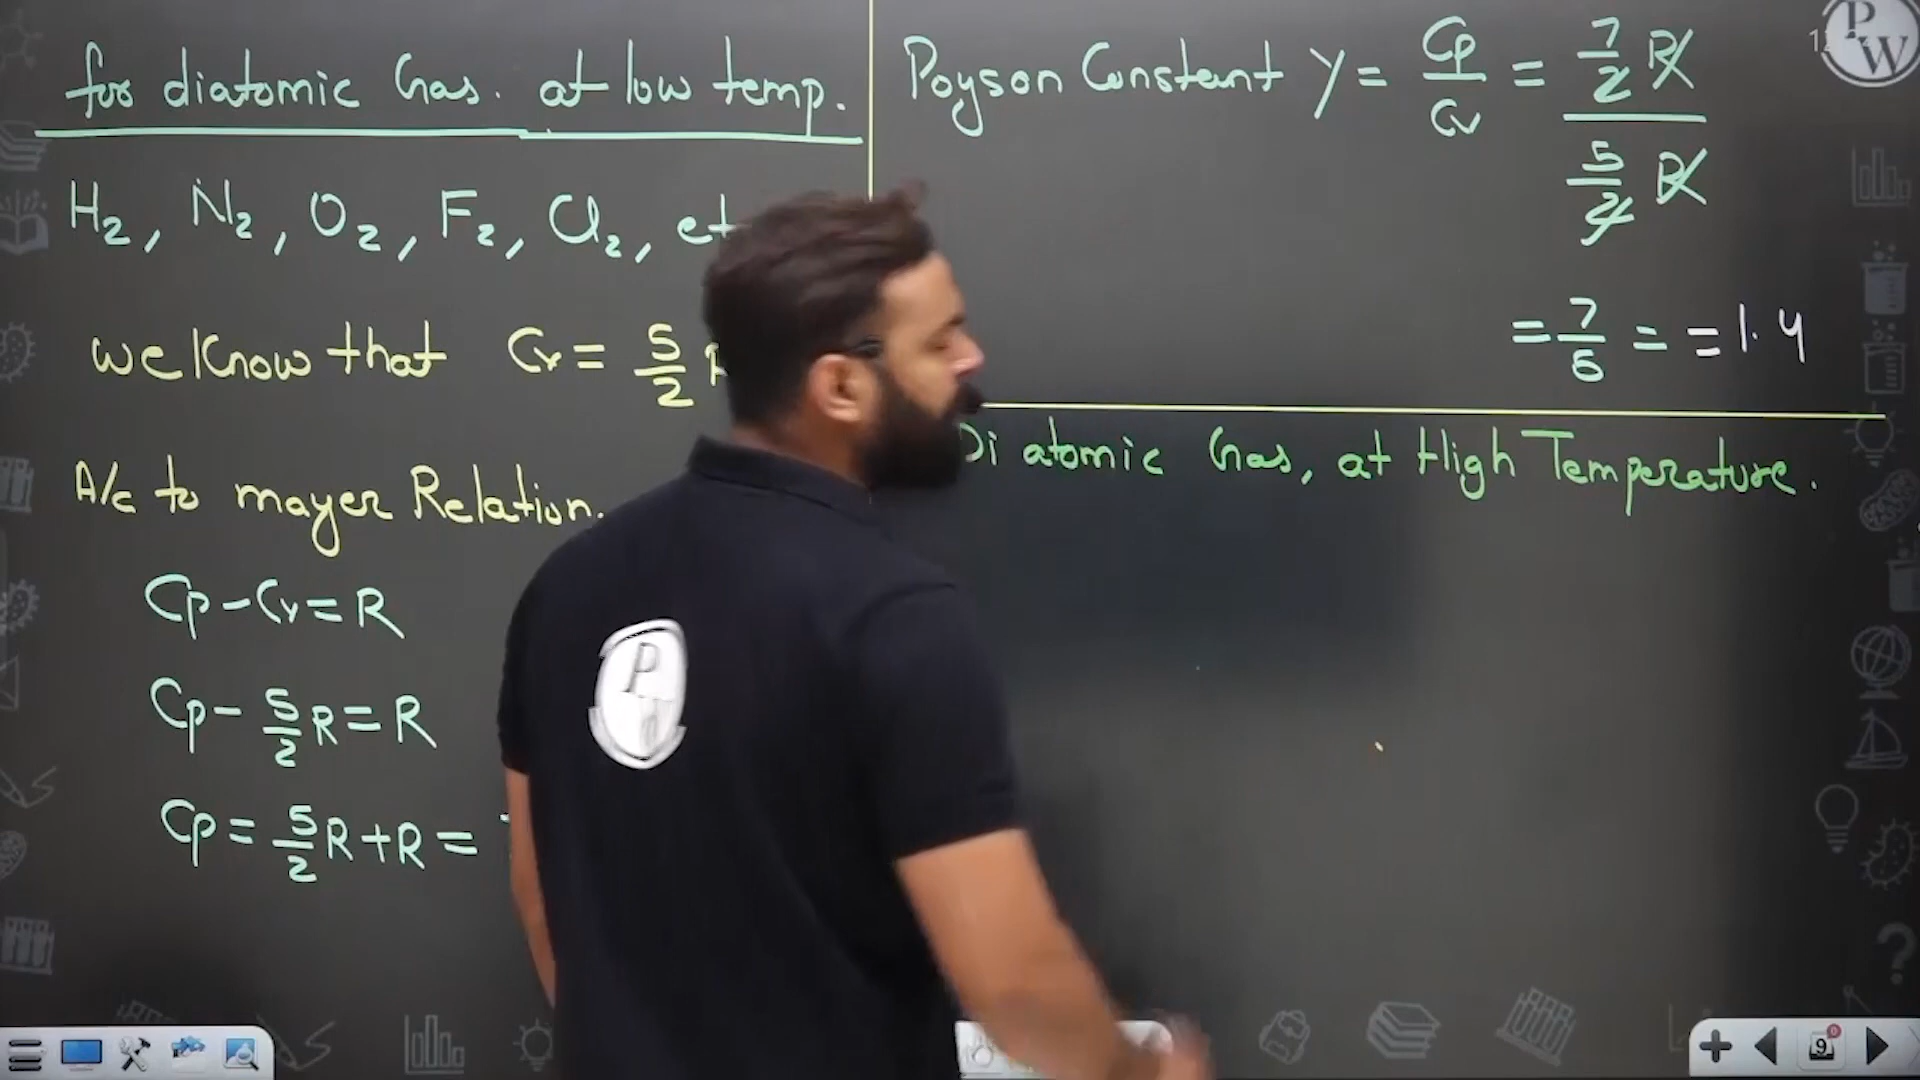 for diatomic Gas. at low temp.
H₂, N₂, O₂, F₂, Cl₂, et
we know that Cv = 5/2 R
A/c to mayer Relation.
Cp - Cv = R
Cp - 5/2 R = R
Cp = 5/2 R + R =
Poyson Constant γ = Cp/Cv = 7/2 R / 5/2 R
= 7/5 = = 1.4
Di atomic Gas, at High Temperature.
PW
P
9